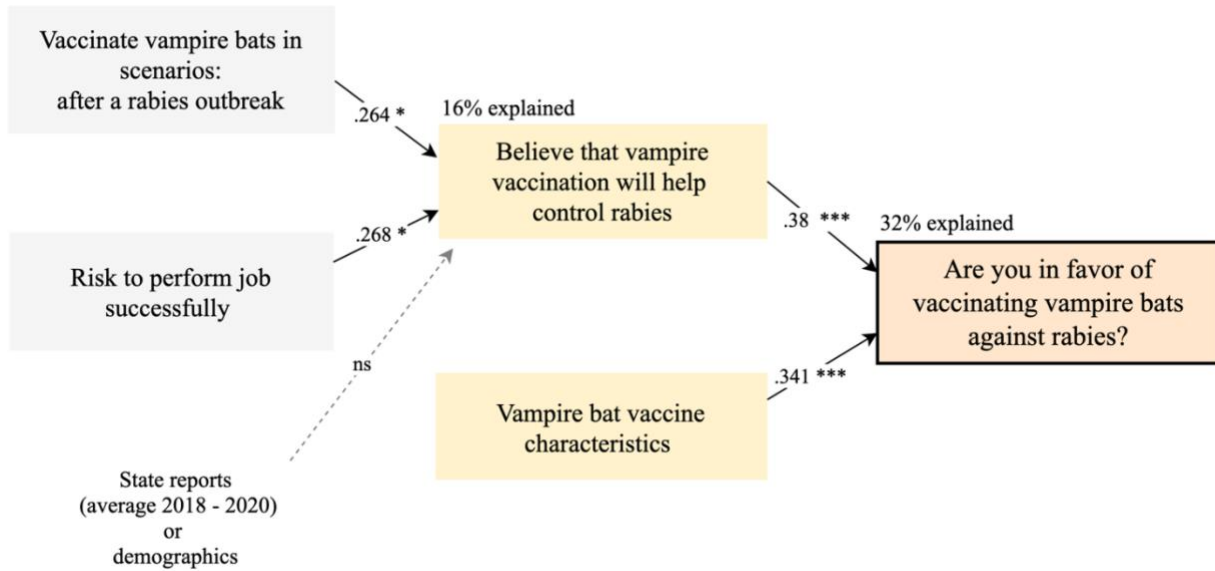 Vaccinate vampire bats in
scenarios:
after a rabies outbreak
.264 *
16% explained
Believe that vampire
vaccination will help
control rabies
.38 ***
32% explained
Risk to perform job
successfully
.268 *
Are you in favor of
vaccinating vampire bats
against rabies?
ns
.341 ***
Vampire bat vaccine
characteristics
State reports
(average 2018 - 2020)
or
demographics